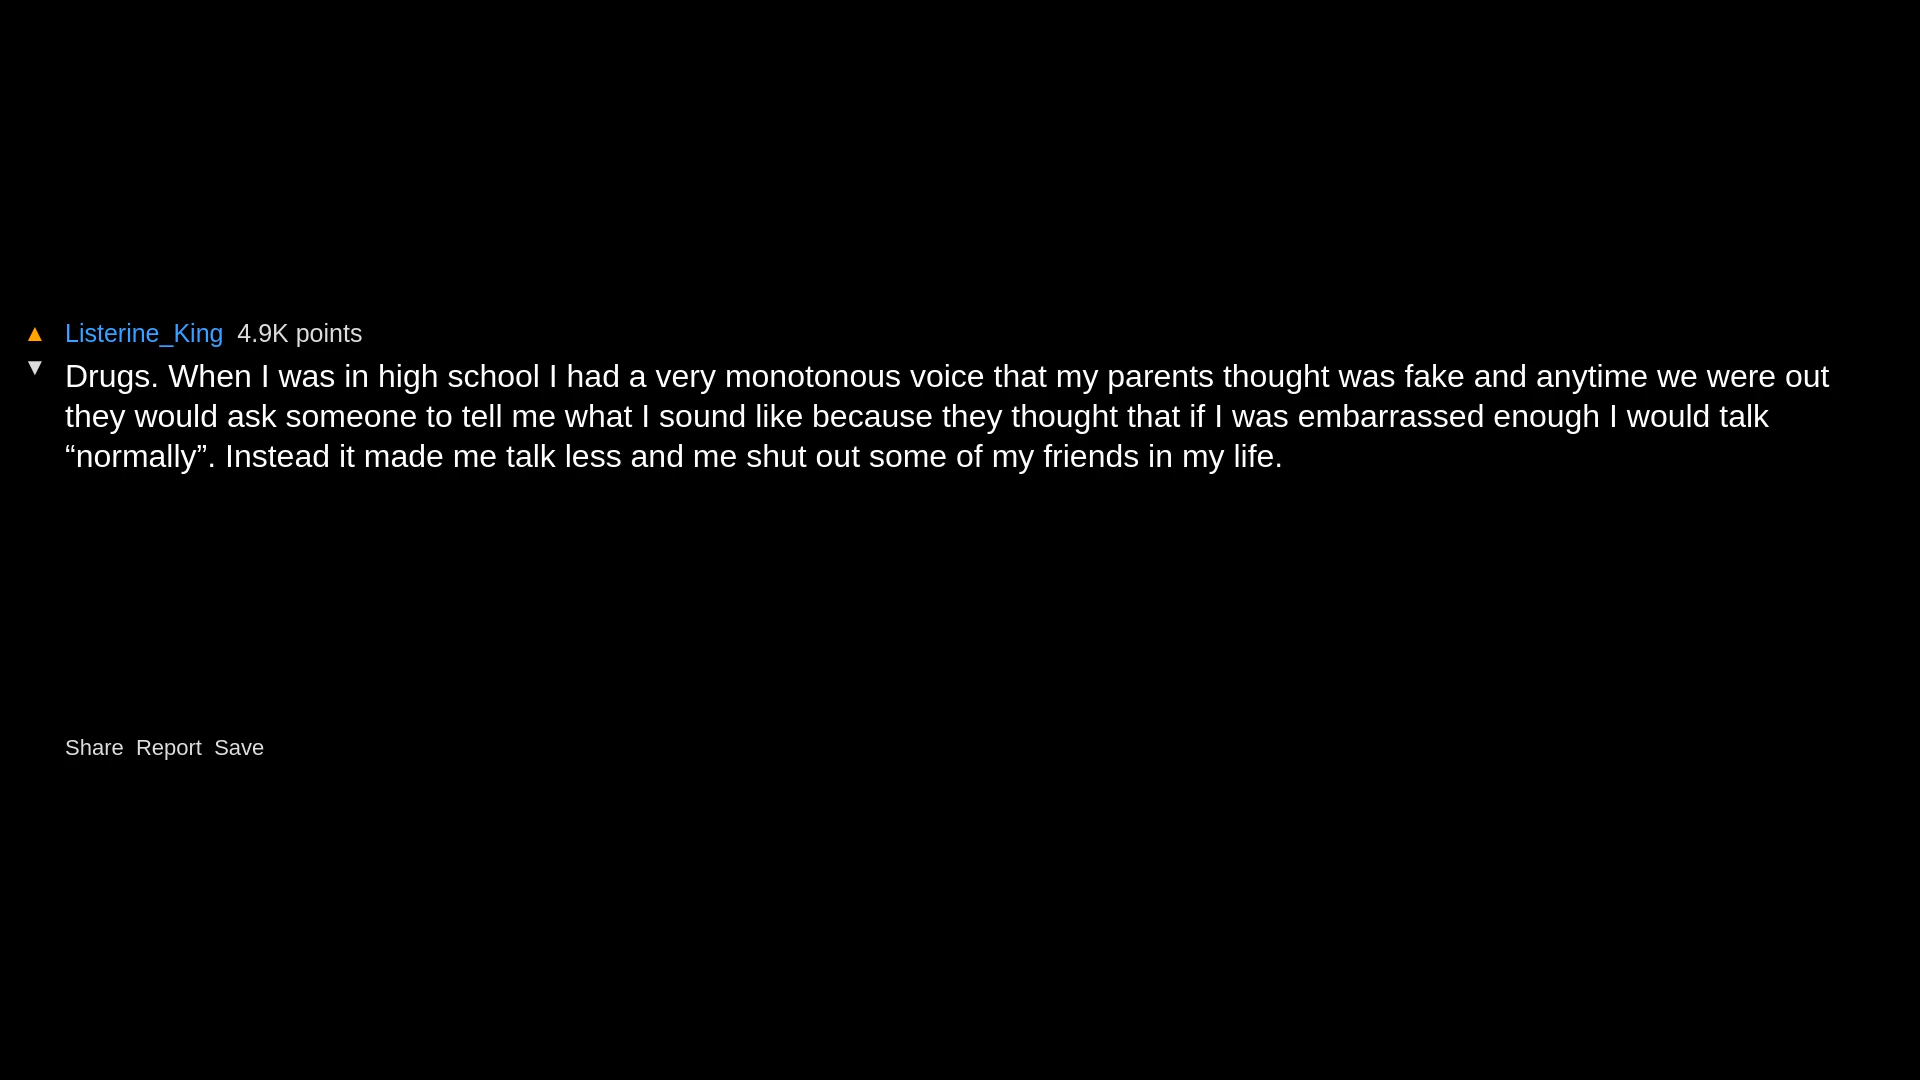 ▲ Listerine_King 4.9K points
▼
Drugs. When I was in high school I had a very monotonous voice that my parents thought was fake and anytime we were out
they would ask someone to tell me what I sound like because they thought that if I was embarrassed enough I would talk
“normally”. Instead it made me talk less and me shut out some of my friends in my life.
Share Report Save